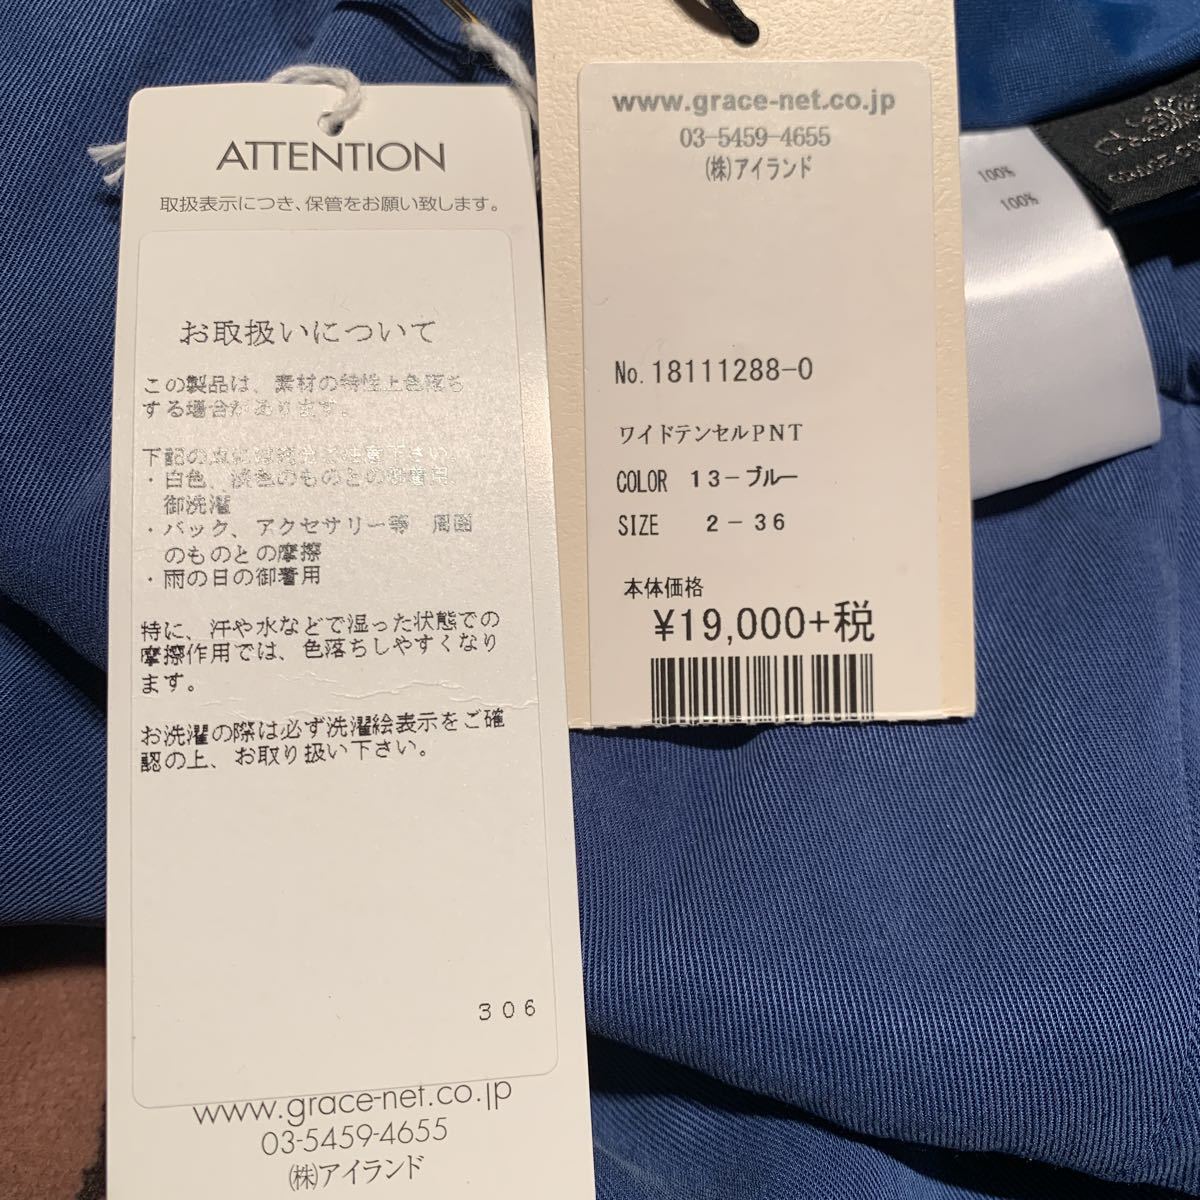 ATTENTION
取扱表示につき、保管をお願い致します。
お取扱いについて
この製品は、素材の特性上色落ち
する場合があります。
下記の点に
・白色、淡色のものとの御着用、
御洗濯
・バック、アクセサリー等 周囲
のものとの摩擦
・雨の日の御着用
特に、汗や水などで湿った状態での
摩擦作用では、色落ちしやすくなり
ます。
お洗濯の際は必ず洗濯絵表示をご確
認の上、お取り扱い下さい。
306
www.grace-net.co.jp
03-5459-4655
(株)アイランド
www.grace-net.co.jp
03-5459-4655
(株)アイランド
No. 18111288-0
ワイドテンセルPNT
COLOR 13-ブルー
SIZE 2-36
本体価格
¥19,000+税
100%
100%